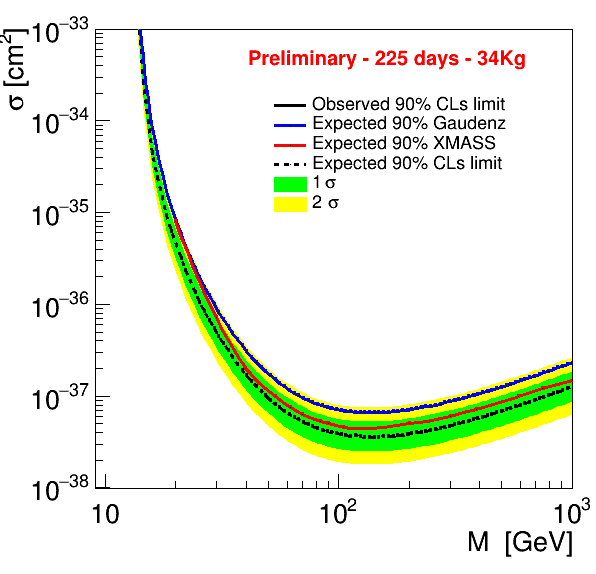 σ [cm²]
10⁻³³
10⁻³⁴
10⁻³⁵
10⁻³⁶
10⁻³⁷
10⁻³⁸
Preliminary - 225 days - 34Kg
Observed 90% CLs limit
Expected 90% Gaudenz
Expected 90% XMASS
Expected 90% CLs limit
1 σ
2 σ
10 10² 10³
M [GeV]